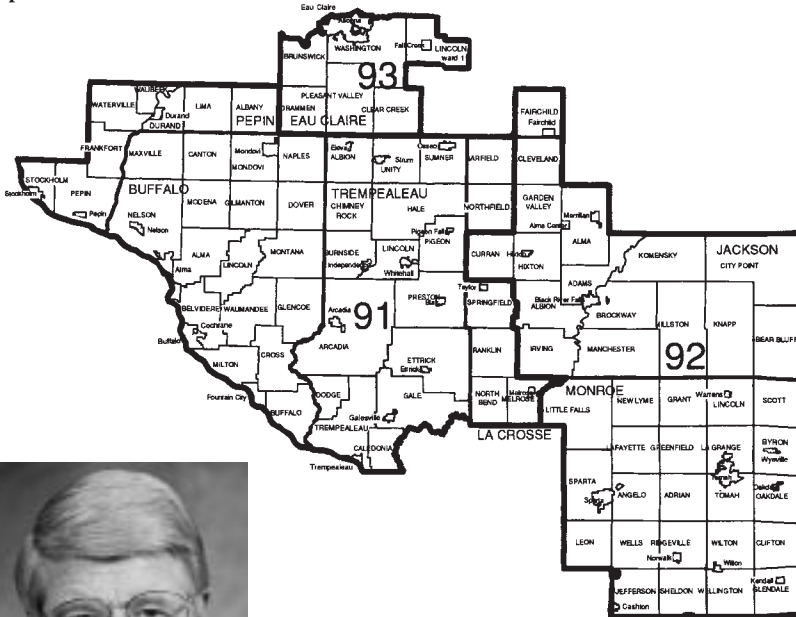 Eau Claire
Altoona
WASHINGTON
Fall Creek
LINCOLN
ward 1
BRUNSWICK
93
PLEASANT VALLEY
DRAMMEN
CLEAR CREEK
WATERVILLE
WAUBEEK
LIMA
ALBANY
Durand
DURAND
PEPIN
EAU CLAIRE
FAIRCHILD
Fairchild
FRANKFORT
MAXVILLE
CANTON
Mondovi
MONDOVI
NAPLES
Eleva
ALBION
Strum
UNITY
Osseo
SUMNER
GARFIELD
CLEVELAND
STOCKHOLM
Stockholm
PEPIN
Pepin
BUFFALO
TREMPEALEAU
NELSON
Nelson
MODENA
GILMANTON
DOVER
CHIMNEY
ROCK
HALE
NORTHFIELD
GARDEN
VALLEY
Merrillan
Alma Center
ALMA
Pigeon Falls
PIGEON
ALMA
Alma
LINCOLN
MONTANA
BURNSIDE
Independence
LINCOLN
Whitehall
CURRAN
Hixton
HIXTON
KOMENSKY
JACKSON
CITY POINT
ADAMS
Black River Falls
ALBION
BROCKWAY
Taylor
SPRINGFIELD
PRESTON
Blair
BELVIDERE
WAUMANDEE
GLENCOE
Cochrane
Buffalo
Arcadia
91
ARCADIA
MILLSTON
KNAPP
BEAR BLUFF
MILTON
CROSS
ETTRICK
Ettrick
FRANKLIN
IRVING
MANCHESTER
92
Fountain City
BUFFALO
DODGE
GALE
Galesville
NORTH
BEND
Melrose
MELROSE
MONROE
LITTLE FALLS
NEW LYME
GRANT
Warrens
LINCOLN
SCOTT
TREMPEALEAU
CALEDONIA
Trempealeau
LA CROSSE
LAFAYETTE
GREENFIELD
LA GRANGE
BYRON
Wyeville
SPARTA
Sparta
ANGELO
ADRIAN
Tomah
TOMAH
Oakdale
OAKDALE
LEON
WELLS
RIDGEVILLE
Norwalk
WILTON
Wilton
CLIFTON
JEFFERSON
SHELDON
WELLINGTON
Kendall
GLENDALE
Cashton